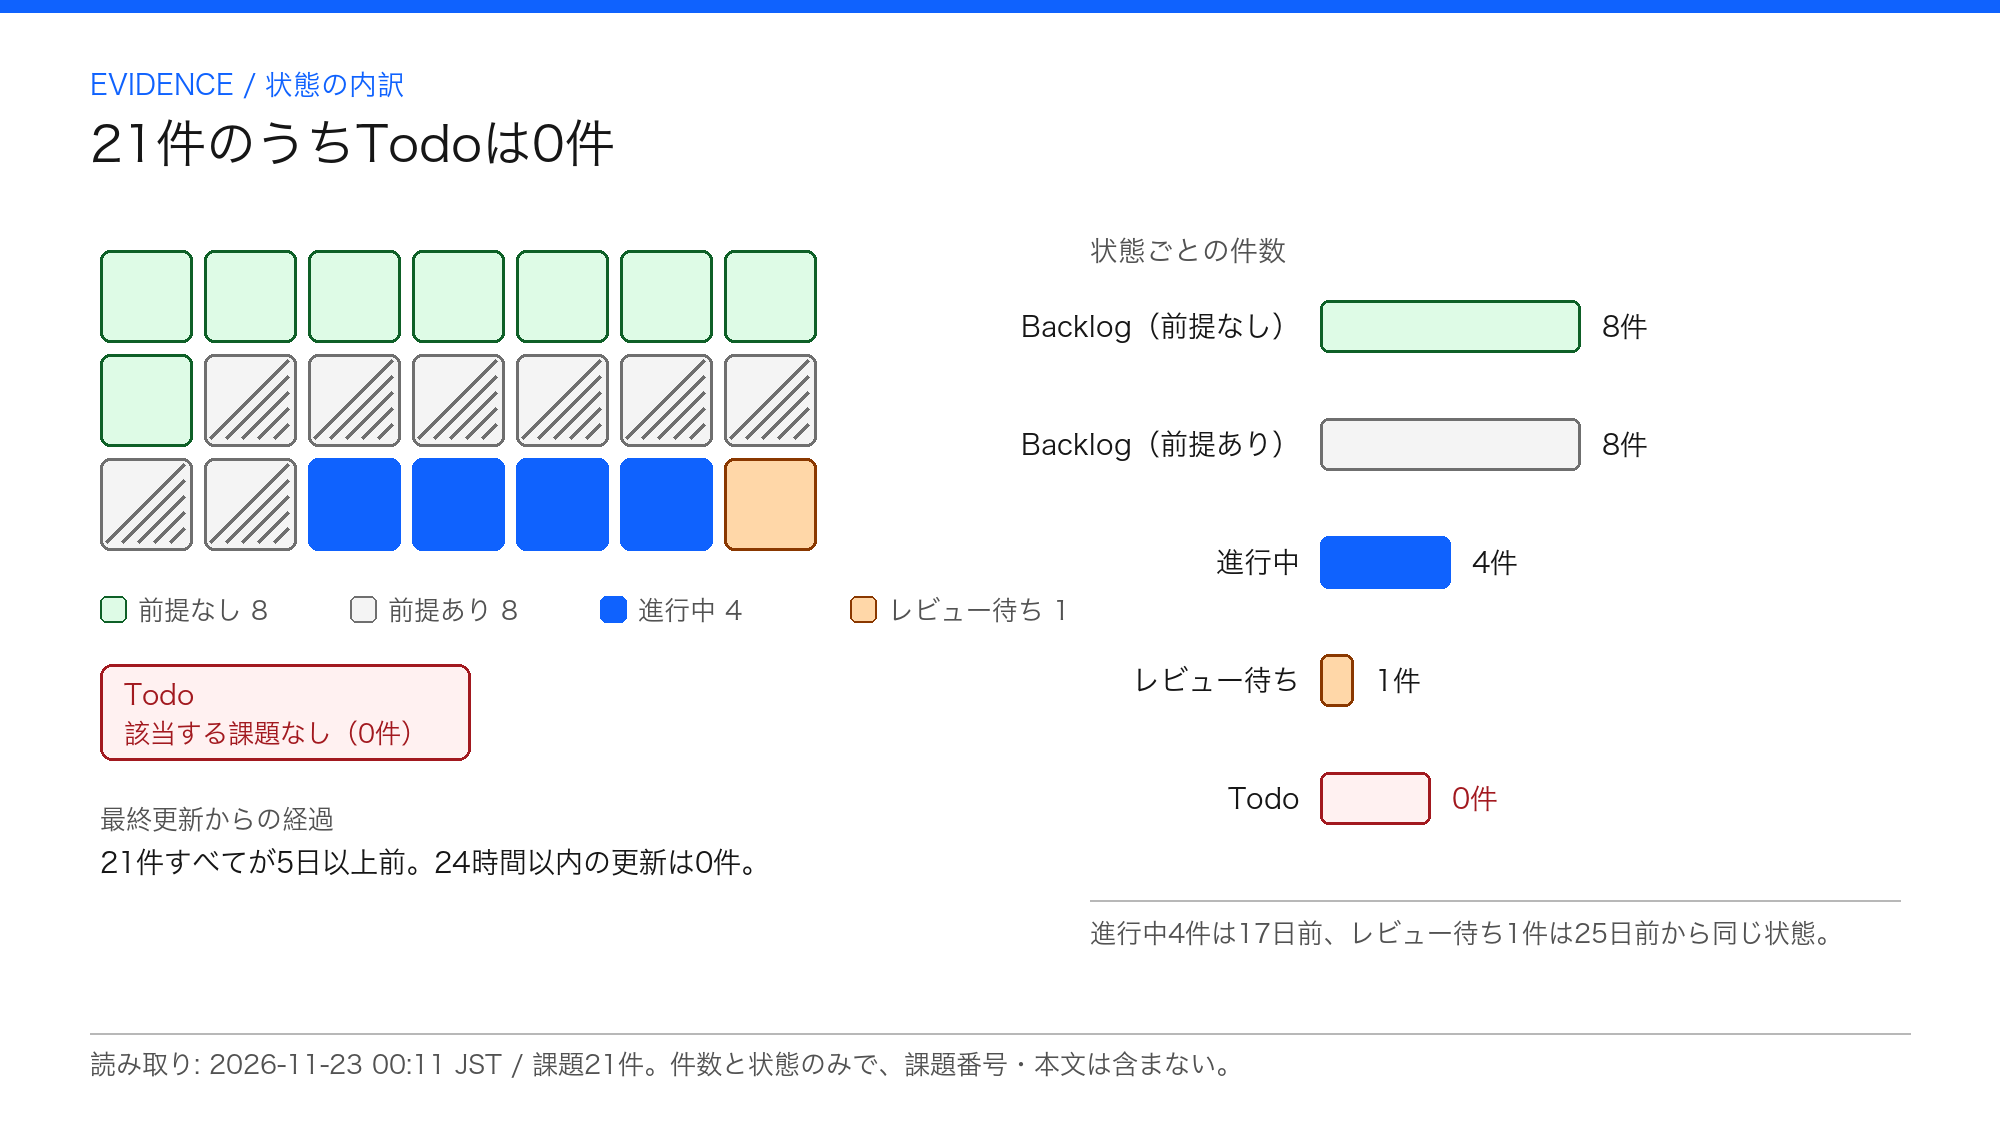 EVIDENCE / 状態の内訳
21件のうちTodoは0件
前提なし 8
前提あり 8
進行中 4
レビュー待ち 1
Todo
該当する課題なし（0件）
最終更新からの経過
21件すべてが5日以上前。24時間以内の更新は0件。
状態ごとの件数
Backlog（前提なし） 8件
Backlog（前提あり） 8件
進行中 4件
レビュー待ち 1件
Todo 0件
進行中4件は17日前、レビュー待ち1件は25日前から同じ状態。
読み取り: 2026-11-23 00:11 JST / 課題21件。件数と状態のみで、課題番号・本文は含まない。